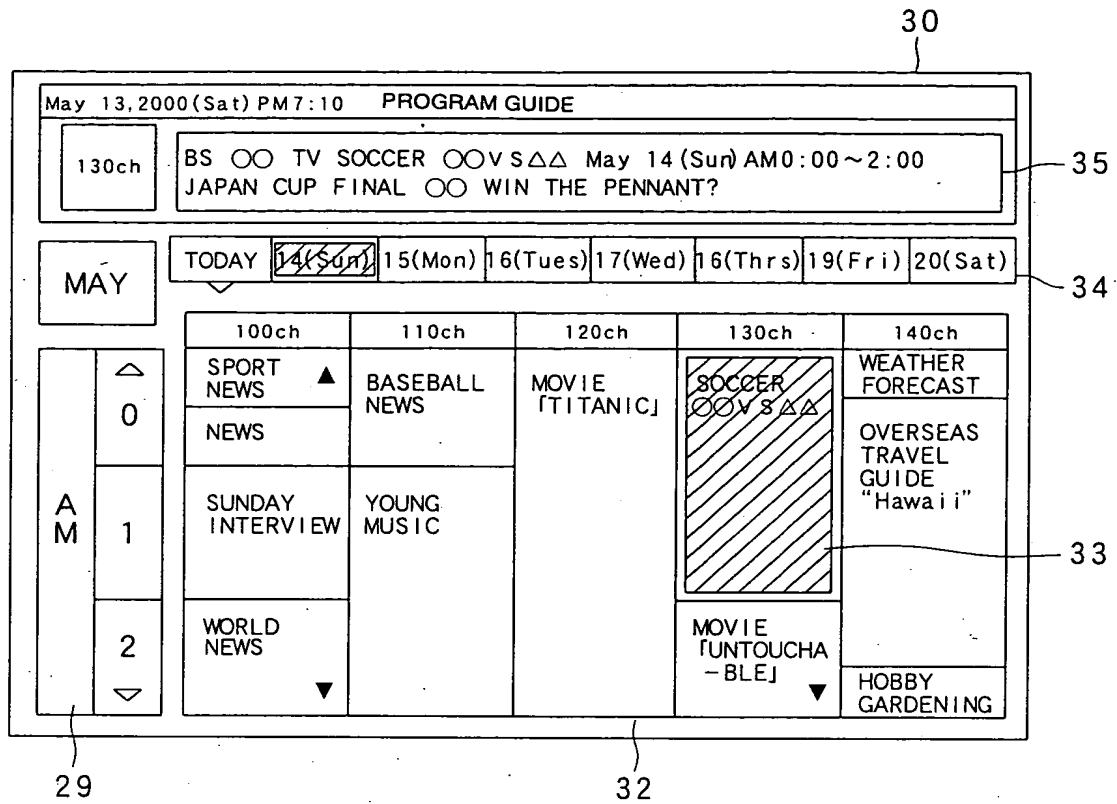 30
May 13,2000(Sat) PM7:10 PROGRAM GUIDE
130ch
BS ○○ TV SOCCER ○○VS△△ May 14(Sun) AM0:00~2:00
JAPAN CUP FINAL ○○ WIN THE PENNANT?
35
MAY
TODAY 14(Sun) 15(Mon) 16(Tues) 17(Wed) 16(Thrs) 19(Fri) 20(Sat)
34
100ch 110ch 120ch 130ch 140ch
AM
0
1
2
SPORT
NEWS ▲
NEWS
SUNDAY
INTERVIEW
WORLD
NEWS
▼
BASEBALL
NEWS
YOUNG
MUSIC
MOVIE
「TITANIC」
SOCCER
○○VS△△
MOVIE
「UNTOUCHA
-BLE」
▼
WEATHER
FORECAST
OVERSEAS
TRAVEL
GUIDE
“Hawaii”
HOBBY
GARDENING
33
29
32